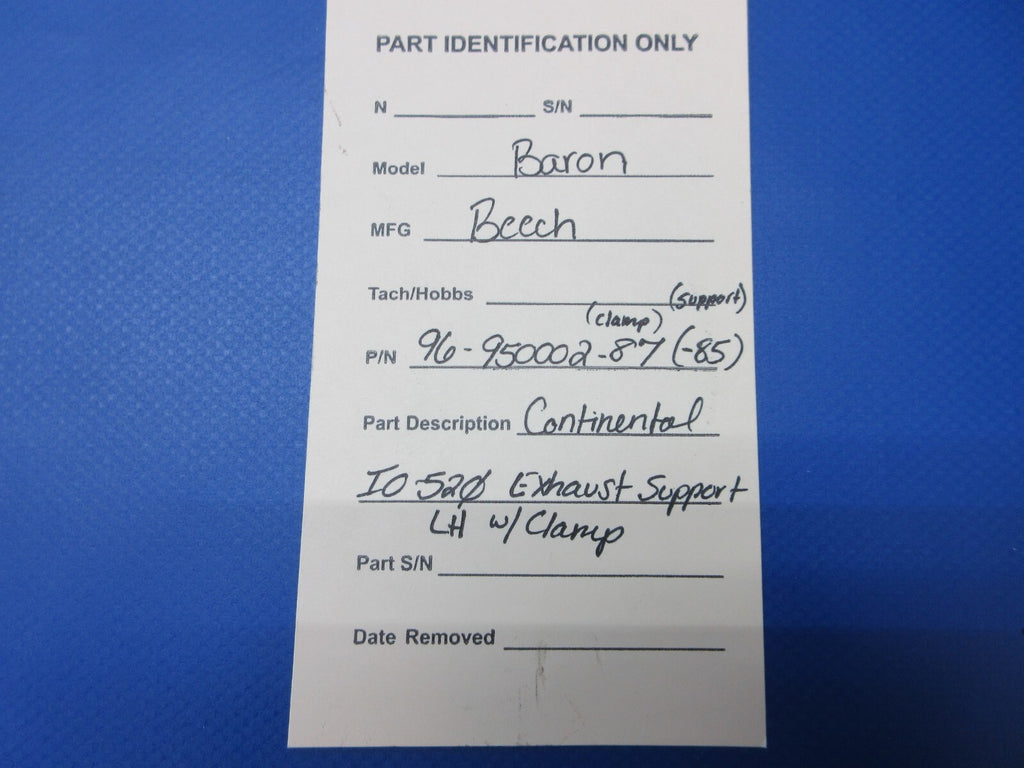 PART IDENTIFICATION ONLY
N S/N
Model Baron
MFG Beech
Tach/Hobbs
(clamp) (support)
P/N 96-950002-87 (-85)
Part Description Continental
IO-520 Exhaust Support
LH w/ Clamp
Part S/N
Date Removed